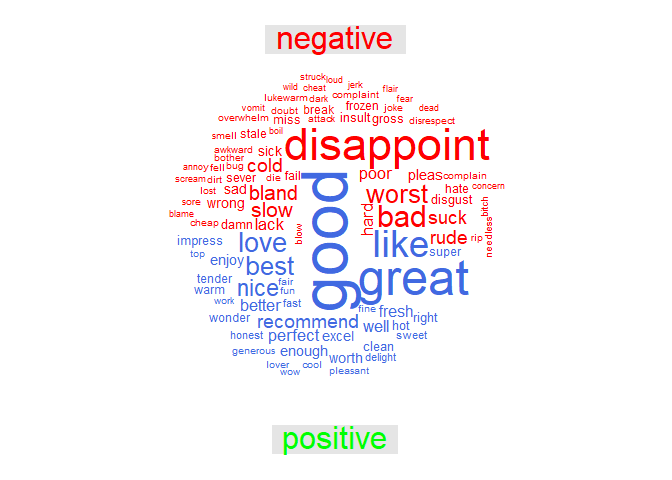 negative
struck loud
wild cheat jerk flair
lukewarm dark complaint fear
vomit doubt break frozen joke dead
overwhelm miss attack insult gross disrespect
smell stale boil disappoint
awkward sick
bother cold poor pleas complain
annoy fell bug
scream dirt sever die fail hate concern
lost sad bland worst disgust
sore wrong slow hard bad suck bitch
blame
cheap damn lack blow rude rip needless
impress love good like super
top enjoy best great
tender nice fair
warm fun
work better fast fine fresh
wonder recommend well hot right
honest perfect excel sweet
generous enough clean
lover cool worth delight
wow pleasant
positive